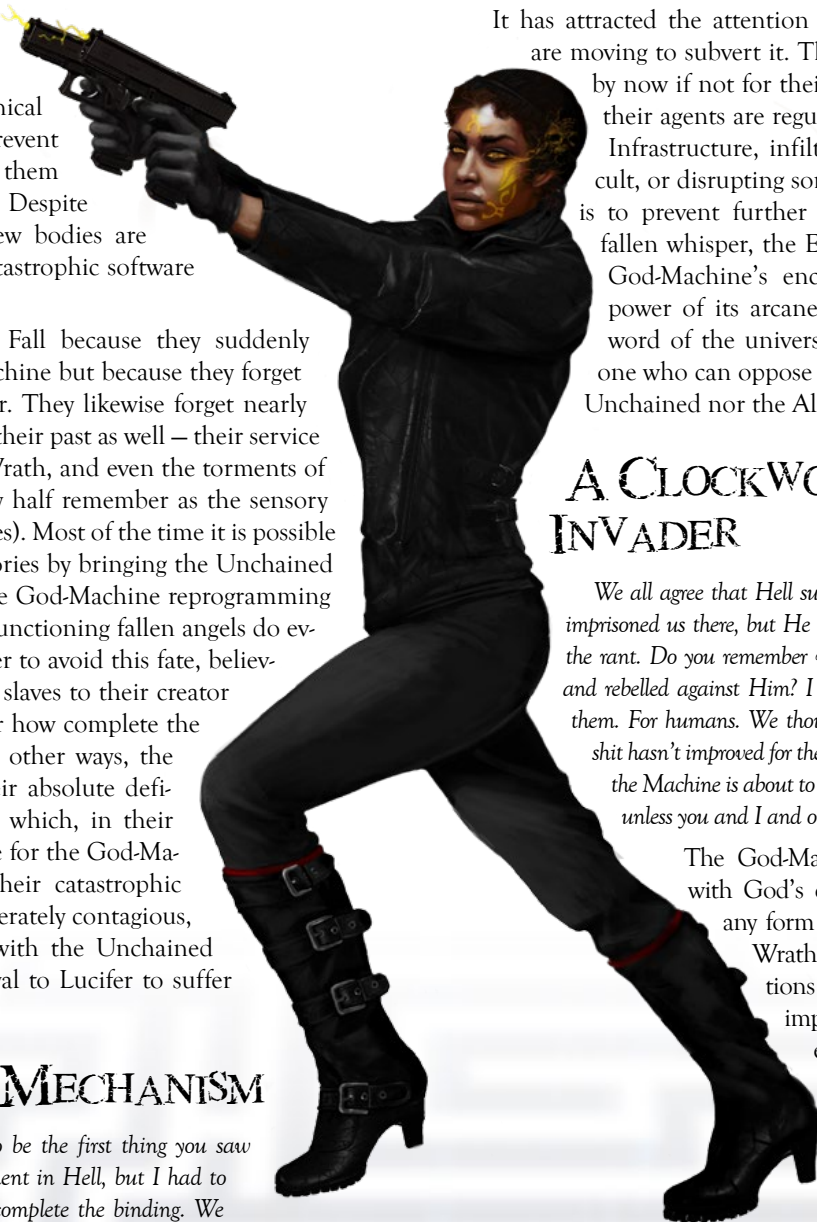 nical
revent
them
Despite
ew bodies are
tastrophic software
Fall because they suddenly
chine but because they forget
r. They likewise forget nearly
their past as well — their service
Wrath, and even the torments of
y half remember as the sensory
es). Most of the time it is possible
ories by bringing the Unchained
e God-Machine reprogramming
functioning fallen angels do ev-
er to avoid this fate, believ-
slaves to their creator
r how complete the
other ways, the
ir absolute defi-
which, in their
e for the God-Ma-
heir catastrophic
erately contagious,
with the Unchained
val to Lucifer to suffer
MECHANISM
o be the first thing you saw
ent in Hell, but I had to
complete the binding. We
It has attracted the attention
are moving to subvert it. Th
by now if not for thei
their agents are regu
Infrastructure, infilt
cult, or disrupting so
is to prevent further
fallen whisper, the E
God-Machine's enc
power of its arcane
word of the univers
one who can oppose
Unchained nor the Al
A CLOCKWO
INVADER
We all agree that Hell su
imprisoned us there, but He
the rant. Do you remember
and rebelled against Him? I
them. For humans. We thou
shit hasn't improved for the
the Machine is about to
unless you and I and o
The God-Ma
with God's
any form
Wrath
tions
imp
e